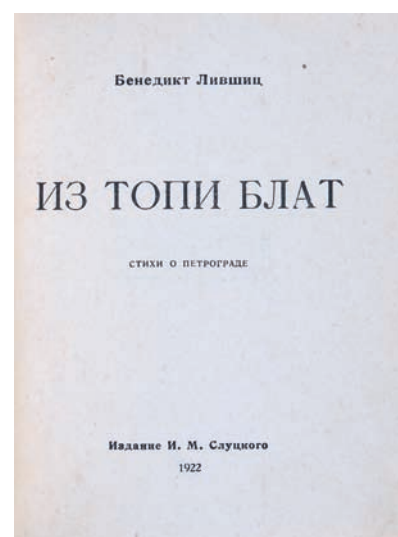 Бенедикт Лившиц
ИЗ ТОПИ БЛАТ
СТИХИ О ПЕТРОГРАДЕ
Издание И. М. Слуцкого
1922